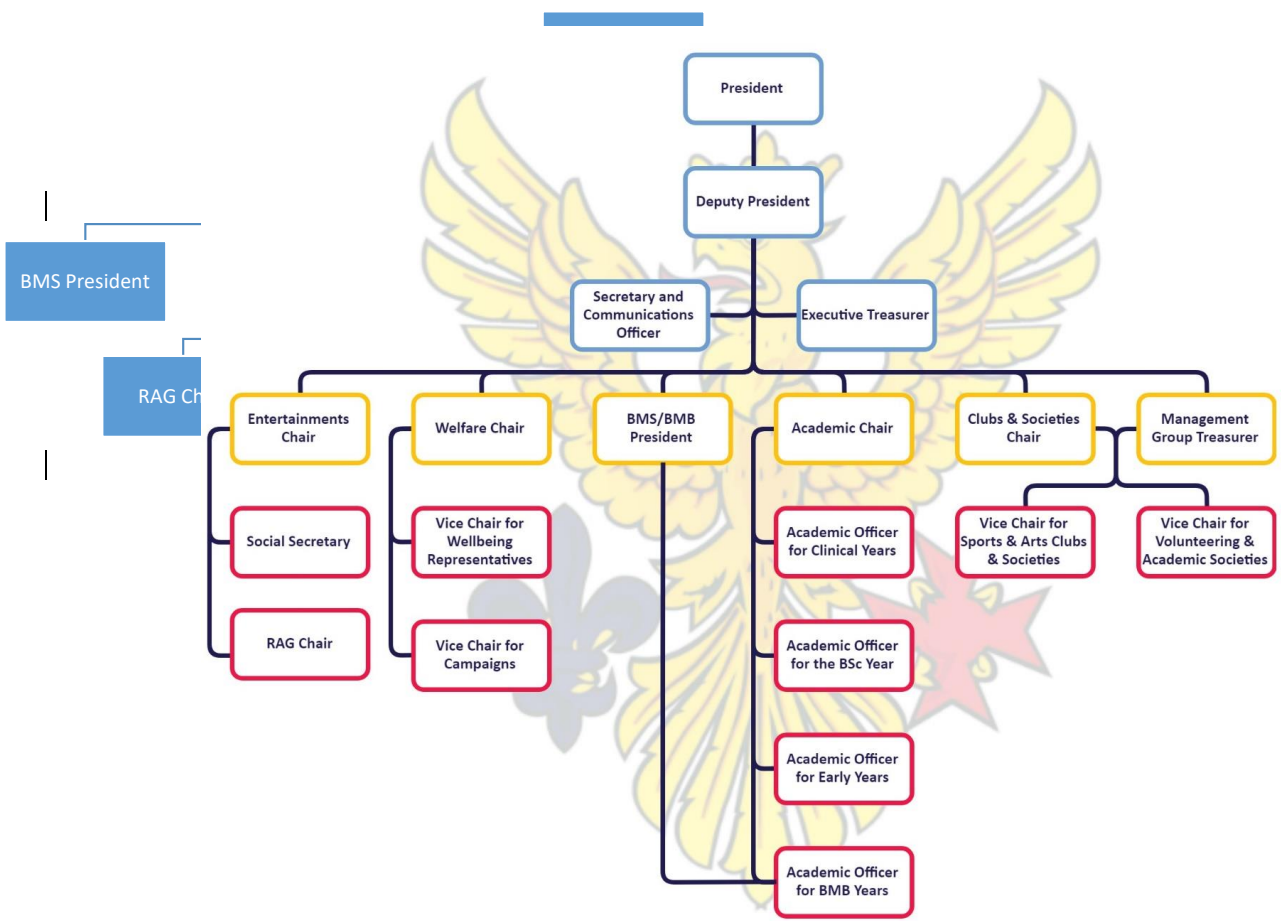 President
Deputy President
Secretary and
Communications
Officer
Executive Treasurer
BMS President
RAG Ch
Entertainments
Chair
Welfare Chair
BMS/BMB
President
Academic Chair
Clubs & Societies
Chair
Management
Group Treasurer
Social Secretary
Vice Chair for
Wellbeing
Representatives
Academic Officer
for Clinical Years
Vice Chair for
Sports & Arts Clubs
& Societies
Vice Chair for
Volunteering &
Academic Societies
RAG Chair
Vice Chair for
Campaigns
Academic Officer
for the BSc Year
Academic Officer
for Early Years
Academic Officer
for BMB Years